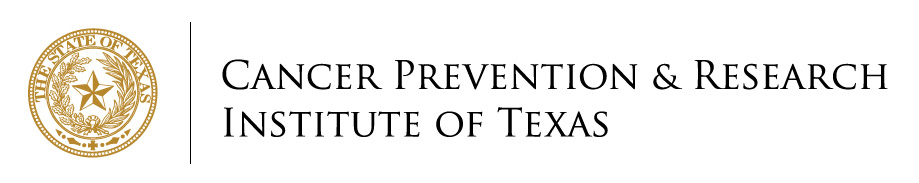 THE STATE OF TEXAS
CANCER PREVENTION & RESEARCH
INSTITUTE OF TEXAS